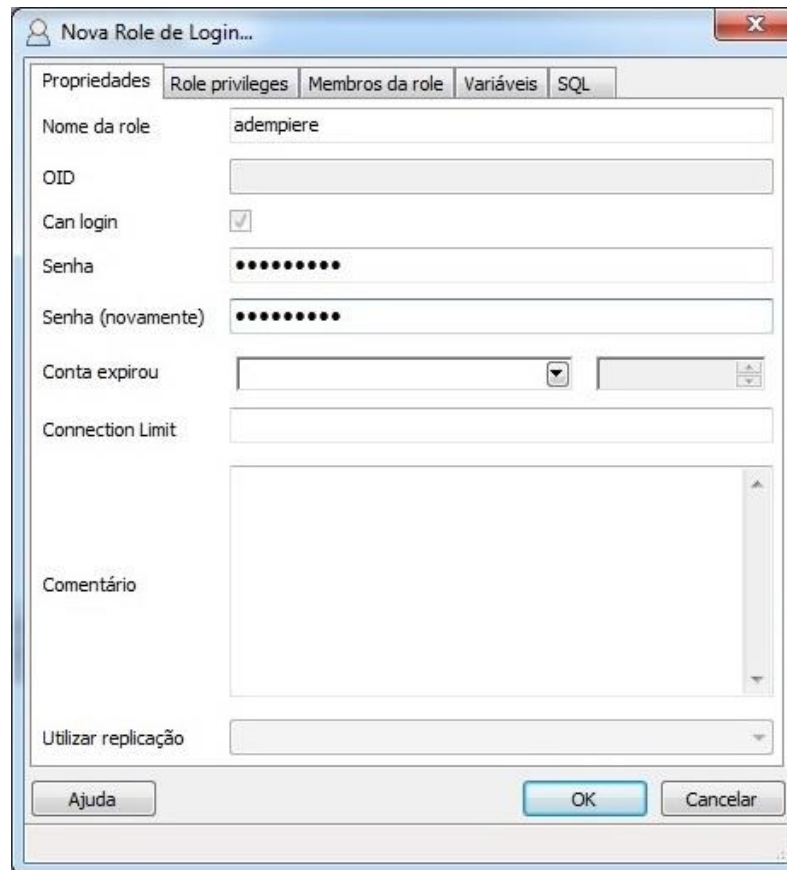 Nova Role de Login...
Propriedades Role privileges Membros da role Variáveis SQL
Nome da role adempiere
OID
Can login
Senha •••••••••
Senha (novamente) •••••••••
Conta expirou
Connection Limit
Comentário
Utilizar replicação
Ajuda OK Cancelar